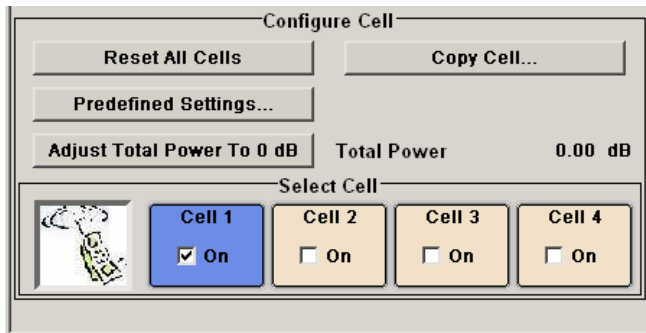 Configure Cell
Reset All Cells Copy Cell...
Predefined Settings...
Adjust Total Power To 0 dB Total Power 0.00 dB
Select Cell
Cell 1 Cell 2 Cell 3 Cell 4
On On On On